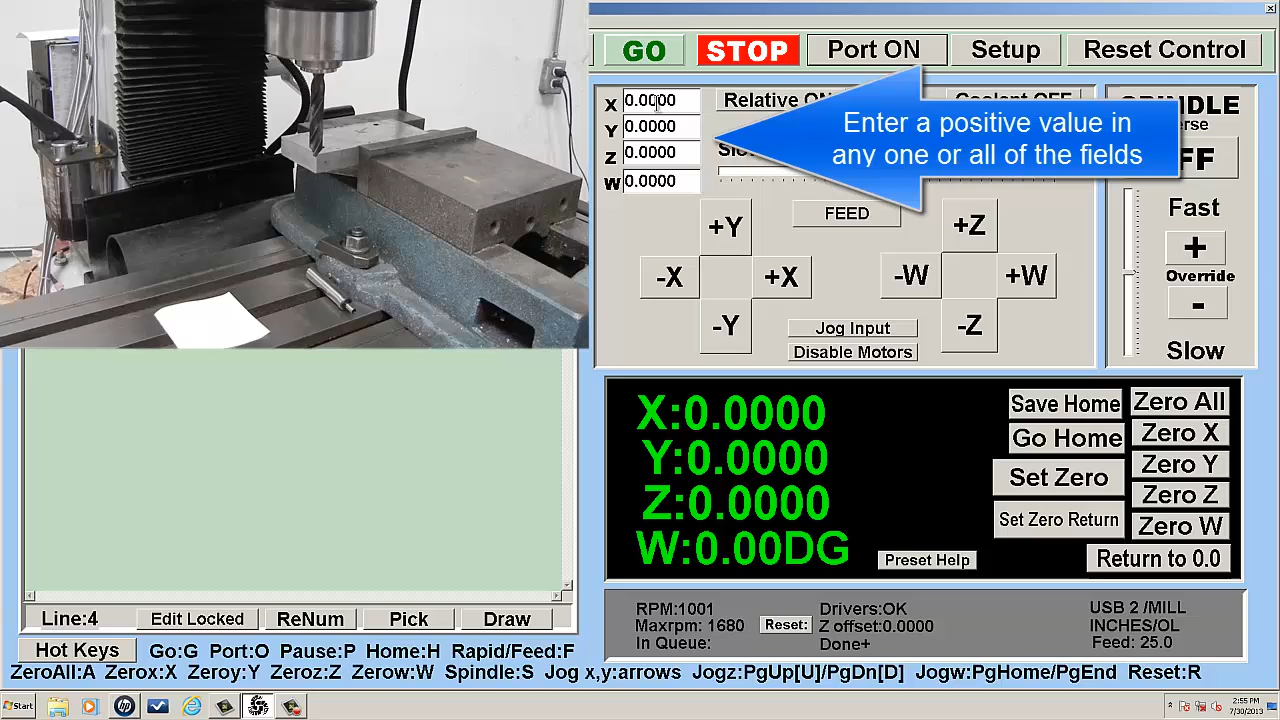 GO STOP Port ON Setup Reset Control
X 0.0000 Relative
Y 0.0000
Z 0.0000
W 0.0000
Enter a positive value in
any one or all of the fields
FEED
+Y
-X +X
-Y
+Z
-W +W
-Z
Jog Input
Disable Motors
Fast
+
Override
-
Slow
X:0.0000
Y:0.0000
Z:0.0000
W:0.00DG
Save Home Zero All
Go Home Zero X
Set Zero Zero Y
Zero Z
Set Zero Return Zero W
Preset Help Return to 0.0
RPM:1001 Drivers:OK USB 2 /MILL
Maxrpm: 1680 Reset: Z offset:0.0000 INCHES/OL
In Queue: Done+ Feed: 25.0
Line:4 Edit Locked ReNum Pick Draw
Hot Keys Go:G Port:O Pause:P Home:H Rapid/Feed:F
ZeroAll:A Zerox:X Zeroy:Y Zeroz:Z Zerow:W Spindle:S Jog x,y:arrows Jogz:PgUp[U]/PgDn[D] Jogw:PgHome/PgEnd Reset:R
Start
2:55 PM
7/30/2013